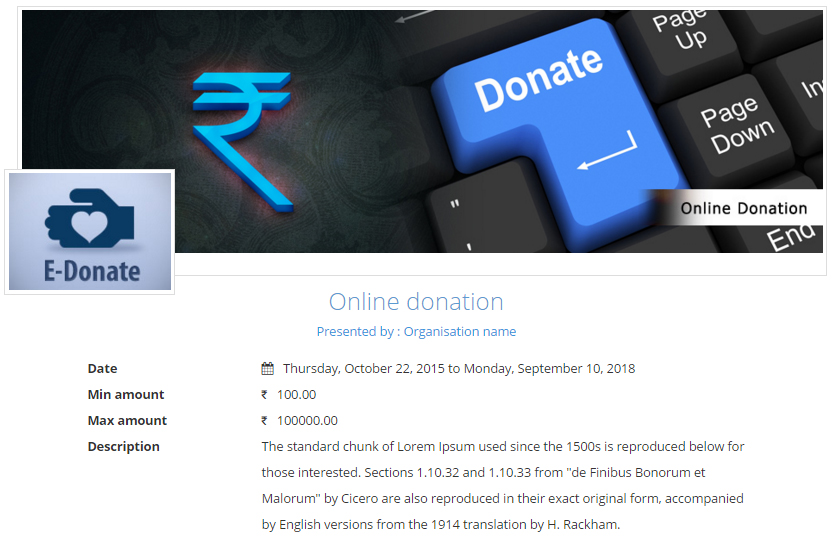 Page Up
Donate
Page Down
In
"
,
Online Donation
End
E-Donate
Online donation
Presented by : Organisation name
Date Thursday, October 22, 2015 to Monday, September 10, 2018
Min amount ₹ 100.00
Max amount ₹ 100000.00
Description The standard chunk of Lorem Ipsum used since the 1500s is reproduced below for
those interested. Sections 1.10.32 and 1.10.33 from "de Finibus Bonorum et
Malorum" by Cicero are also reproduced in their exact original form, accompanied
by English versions from the 1914 translation by H. Rackham.